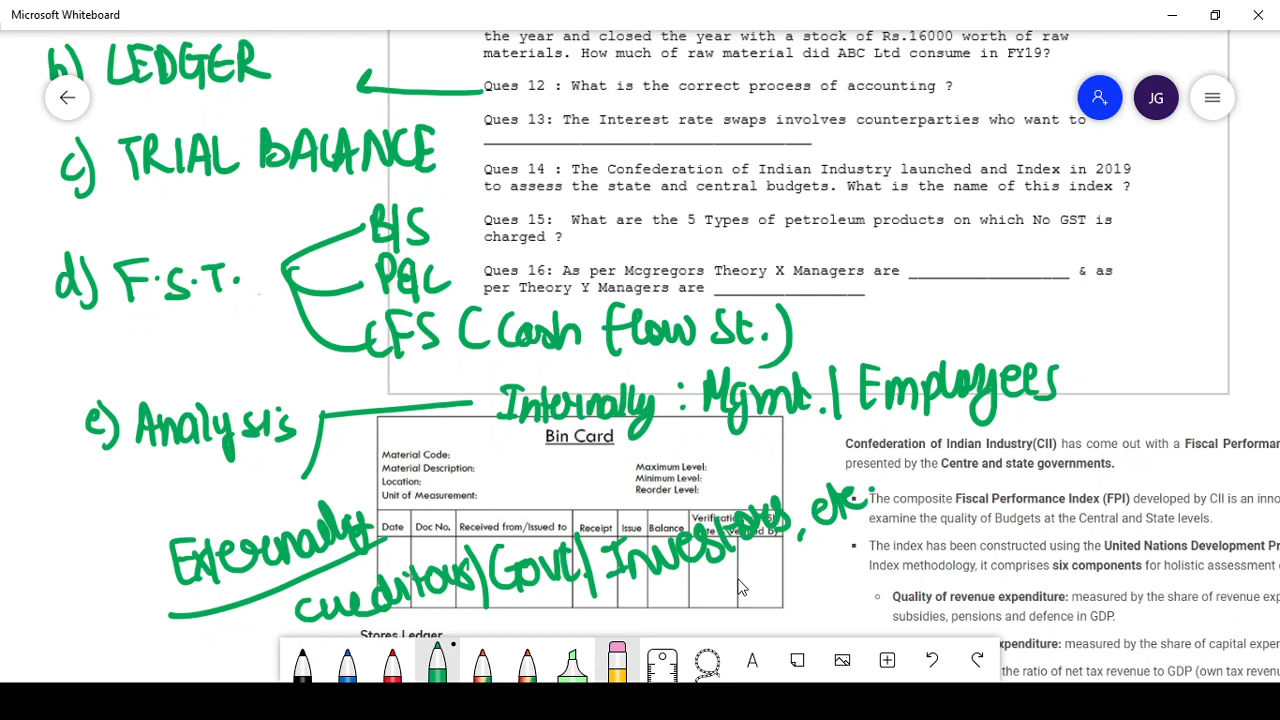 Microsoft Whiteboard
b) LEDGER
c) TRIAL BALANCE
d) F.S.T.
B/S
P&L
CFS (Cash flow St.)
e) Analysis
Internally : Mgmt. | Employees
Externally
creditors/Govt/Investors, etc.
the year and closed the year with a stock of Rs.16000 worth of raw
materials. How much of raw material did ABC Ltd consume in FY19?
Ques 12 : What is the correct process of accounting ?
Ques 13: The Interest rate swaps involves counterparties who want to
___________________________________
Ques 14 : The Confederation of Indian Industry launched and Index in 2019
to assess the state and central budgets. What is the name of this index ?
Ques 15: What are the 5 Types of petroleum products on which No GST is
charged ?
Ques 16: As per Mcgregors Theory X Managers are _________________ & as
per Theory Y Managers are ________________
JG
Bin Card
Material Code:
Material Description:
Location:
Unit of Measurement:
Maximum Level:
Minimum Level:
Reorder Level:
Date Doc No. Received from/Issued to Receipt Issue Balance
Stores Ledger
Confederation of Indian Industry(CII) has come out with a Fiscal Performa
presented by the Centre and state governments.
The composite Fiscal Performance Index (FPI) developed by CII is an inno
examine the quality of Budgets at the Central and State levels.
The index has been constructed using the United Nations Development Pr
Index methodology, it comprises six components for holistic assessment
Quality of revenue expenditure: measured by the share of revenue exp
subsidies, pensions and defence in GDP.
xpenditure: measured by the share of capital expen
the ratio of net tax revenue to GDP (own tax revenu
A